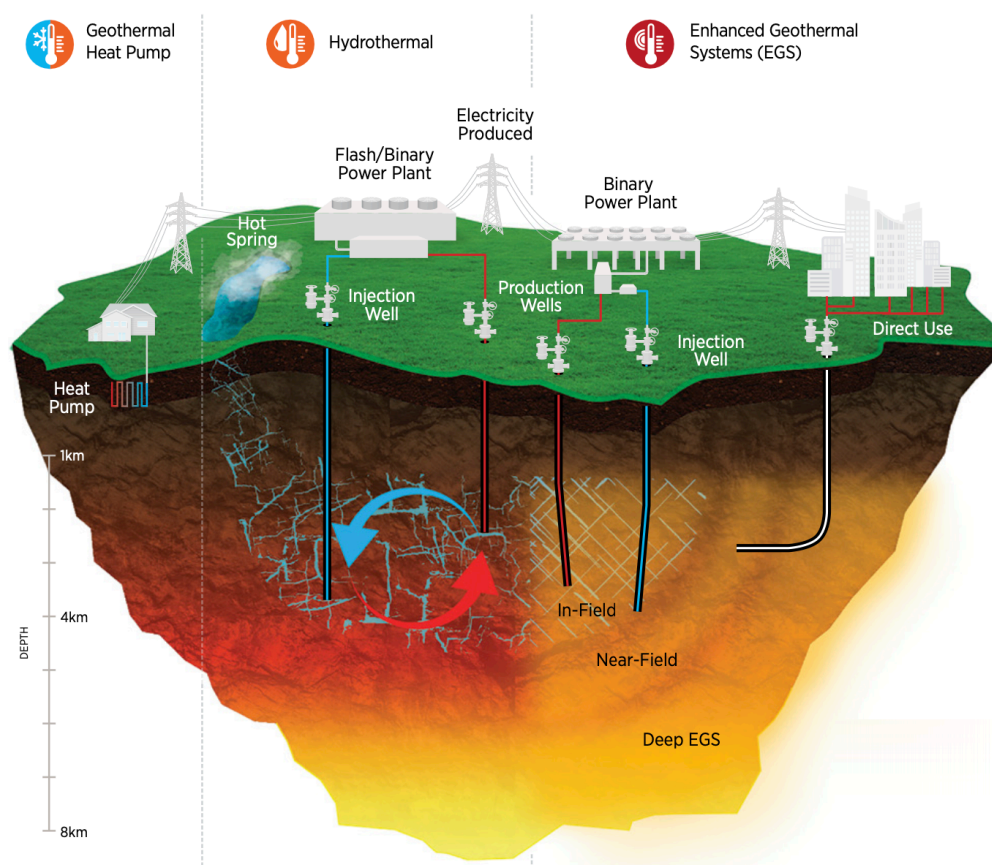 Geothermal
Heat Pump
Hydrothermal
Enhanced Geothermal
Systems (EGS)
Electricity
Produced
Flash/Binary
Power Plant
Binary
Power Plant
Hot
Spring
Injection
Well
Production
Wells
Injection
Well
Direct Use
Heat
Pump
1km
In-Field
4km
DEPTH
Near-Field
Deep EGS
8km